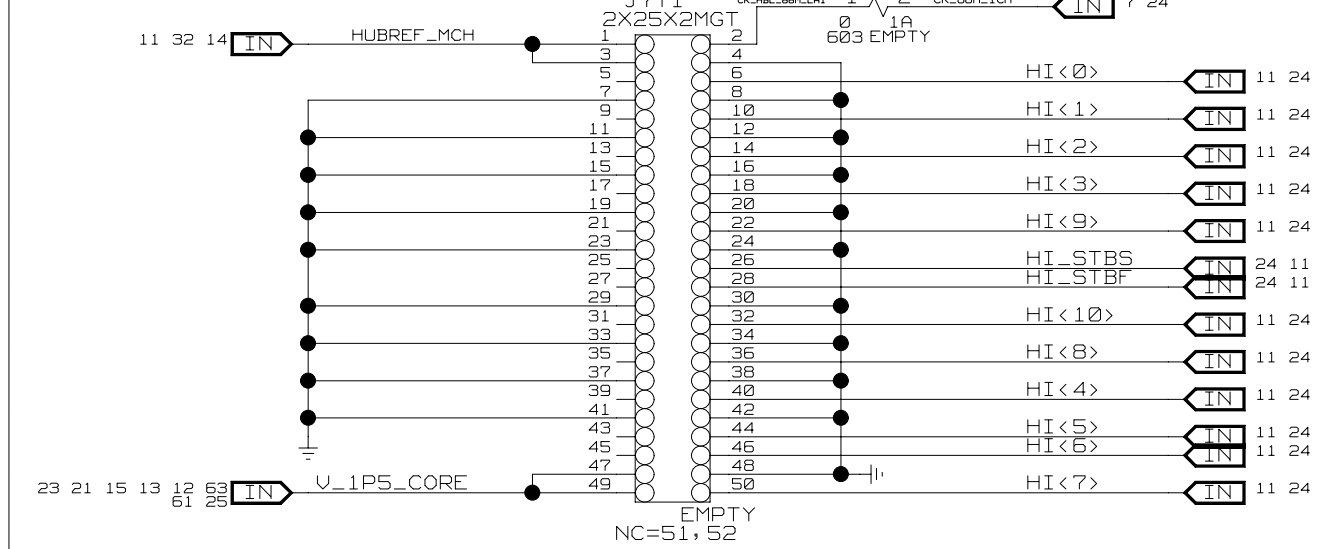 2X25X2MGT
1 2
7 24
IN
0 1A
603 EMPTY
11 32 14 IN HUBREF_MCH 1 2
3 4
5 6 HI<0> IN 11 24
7 8
9 10 HI<1> IN 11 24
11 12
13 14 HI<2> IN 11 24
15 16
17 18 HI<3> IN 11 24
19 20
21 22 HI<9> IN 11 24
23 24
25 26 HI_STBS IN 24 11
27 28 HI_STBF IN 24 11
29 30
31 32 HI<10> IN 11 24
33 34
35 36 HI<8> IN 11 24
37 38
39 40 HI<4> IN 11 24
41 42
43 44 HI<5> IN 11 24
45 46 HI<6> IN 11 24
47 48
23 21 15 13 12 63 IN V_1P5_CORE 49 50 HI<7> IN 11 24
61 25
EMPTY
NC=51,52